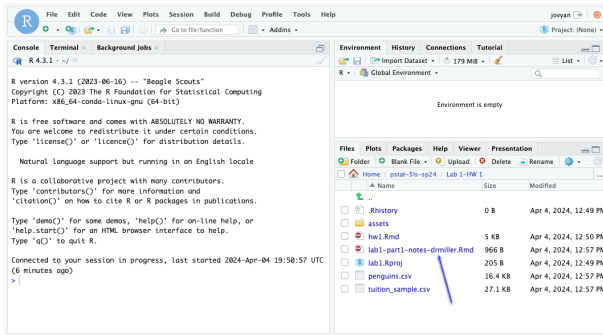 R File Edit Code View Plots Session Build Debug Profile Tools Help jovyan
Go to file/function Addins Project: (None)
Console Terminal Background Jobs
R 4.3.1 · ~/
R version 4.3.1 (2023-06-16) -- "Beagle Scouts"
Copyright (C) 2023 The R Foundation for Statistical Computing
Platform: x86_64-conda-linux-gnu (64-bit)
R is free software and comes with ABSOLUTELY NO WARRANTY.
You are welcome to redistribute it under certain conditions.
Type 'license()' or 'licence()' for distribution details.
Natural language support but running in an English locale
R is a collaborative project with many contributors.
Type 'contributors()' for more information and
'citation()' on how to cite R or R packages in publications.
Type 'demo()' for some demos, 'help()' for on-line help, or
'help.start()' for an HTML browser interface to help.
Type 'q()' to quit R.
Connected to your session in progress, last started 2024-Apr-04 19:50:57 UTC
(6 minutes ago)
>
Environment History Connections Tutorial
Import Dataset 179 MiB List
R Global Environment
Environment is empty
Files Plots Packages Help Viewer Presentation
Folder Blank File Upload Delete Rename
Home pstat-5ls-sp24 Lab 1-HW 1 ...
Name Size Modified
..
.Rhistory 0 B Apr 4, 2024, 12:49 PM
assets
hw1.Rmd 5 KB Apr 4, 2024, 12:50 PM
lab1-part1-notes-drmiller.Rmd 966 B Apr 4, 2024, 12:57 PM
lab1.Rproj 205 B Apr 4, 2024, 12:49 PM
penguins.csv 16.4 KB Apr 4, 2024, 12:57 PM
tuition_sample.csv 27.1 KB Apr 4, 2024, 12:57 PM